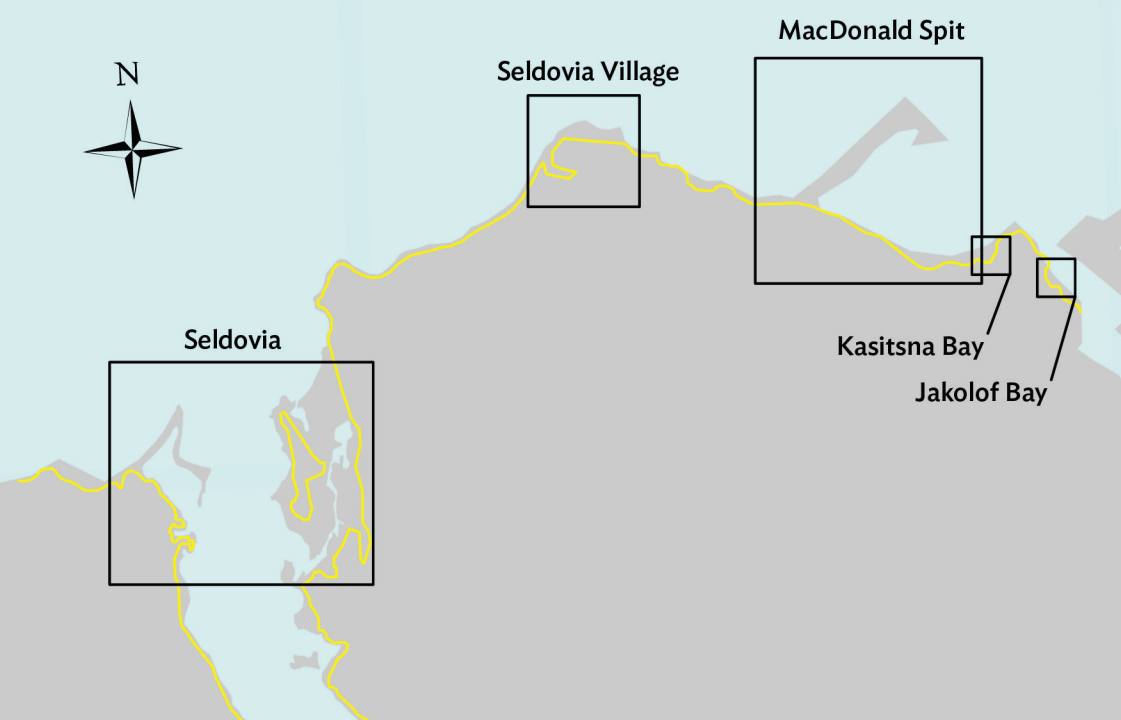 MacDonald Spit
N
Seldovia Village
Seldovia
Kasitsna Bay
Jakolof Bay